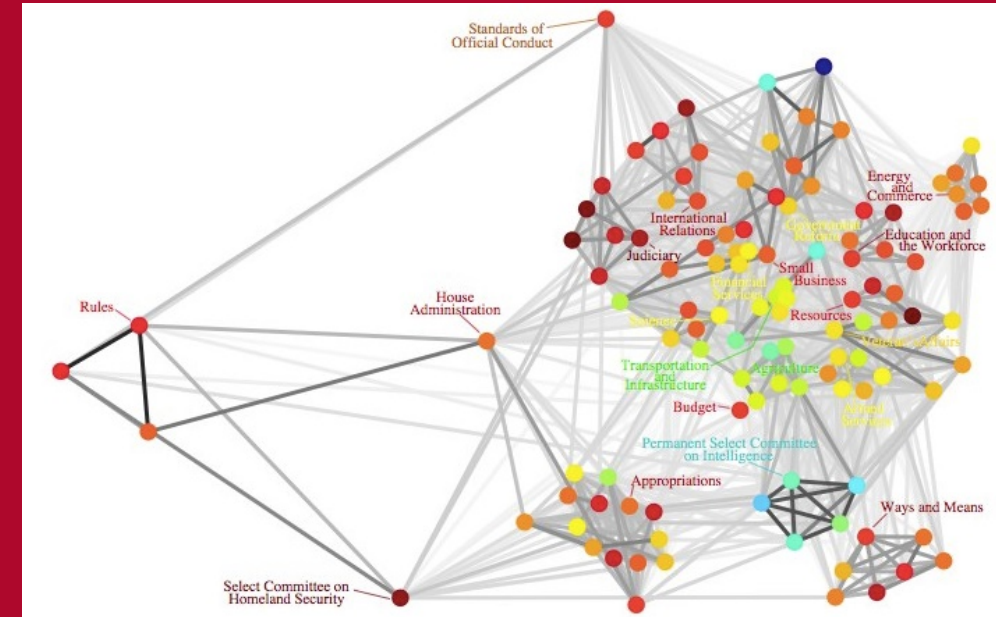 Standards of
Official Conduct
Energy
and
Commerce
International
Relations
Government
Reform
Education and
the Workforce
Judiciary
Small
Business
Financial
Services
Rules
House
Administration
Resources
Science
Veterans' Affairs
Transportation
and
Infrastructure
Agriculture
Budget
Armed
Services
Permanent Select Committee
on Intelligence
Appropriations
Ways and Means
Select Committee on
Homeland Security